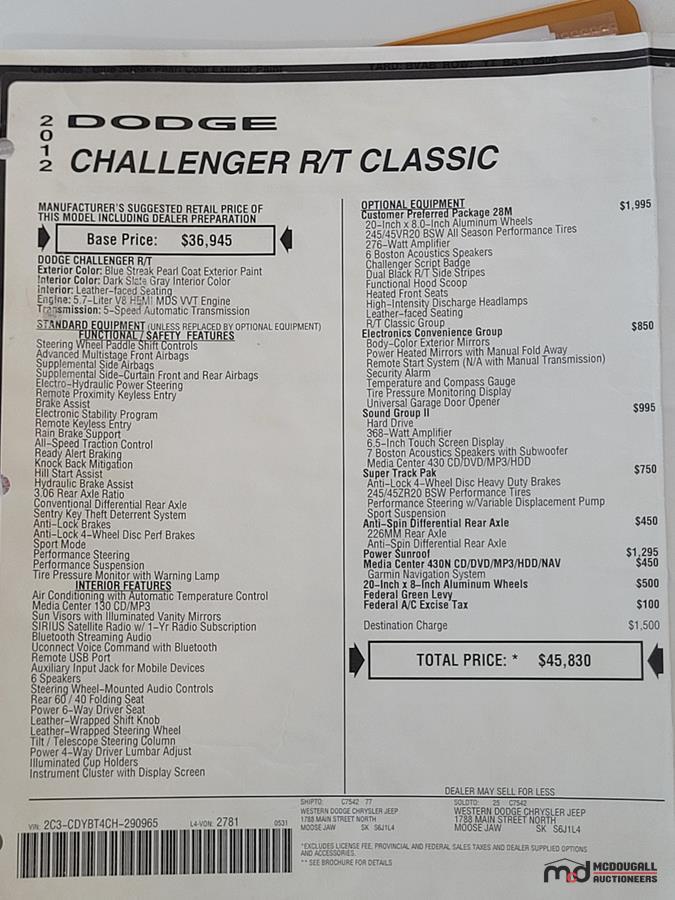 2012
DODGE
CHALLENGER R/T CLASSIC
MANUFACTURER'S SUGGESTED RETAIL PRICE OF
THIS MODEL INCLUDING DEALER PREPARATION
Base Price: $36,945
DODGE CHALLENGER R/T
Exterior Color: Blue Streak Pearl Coat Exterior Paint
Interior Color: Dark Slate Gray Interior Color
Interior: Leather-faced Seating
Engine: 5.7-Liter V8 HEMI MDS VVT Engine
Transmission: 5-Speed Automatic Transmission
STANDARD EQUIPMENT (UNLESS REPLACED BY OPTIONAL EQUIPMENT)
FUNCTIONAL/SAFETY FEATURES
Steering Wheel Paddle Shift Controls
Advanced Multistage Front Airbags
Supplemental Side Airbags
Supplemental Side-Curtain Front and Rear Airbags
Electro-Hydraulic Power Steering
Remote Proximity Keyless Entry
Brake Assist
Electronic Stability Program
Remote Keyless Entry
Rain Brake Support
All-Speed Traction Control
Ready Alert Braking
Knock Back Mitigation
Hill Start Assist
Hydraulic Brake Assist
3.06 Rear Axle Ratio
Conventional Differential Rear Axle
Sentry Key Theft Deterrent System
Anti-Lock Brakes
Anti-Lock 4-Wheel Disc Perf Brakes
Sport Mode
Performance Steering
Performance Suspension
Tire Pressure Monitor with Warning Lamp
INTERIOR FEATURES
Air Conditioning with Automatic Temperature Control
Media Center 130 CD/MP3
Sun Visors with Illuminated Vanity Mirrors
SIRIUS Satellite Radio w/ 1-Yr Radio Subscription
Bluetooth Streaming Audio
Uconnect Voice Command with Bluetooth
Remote USB Port
Auxiliary Input Jack for Mobile Devices
6 Speakers
Steering Wheel-Mounted Audio Controls
Rear 60 / 40 Folding Seat
Power 6-Way Driver Seat
Leather-Wrapped Shift Knob
Leather-Wrapped Steering Wheel
Tilt / Telescope Steering Column
Power 4-Way Driver Lumbar Adjust
Illuminated Cup Holders
Instrument Cluster with Display Screen
OPTIONAL EQUIPMENT
Customer Preferred Package 28M $1,995
20-Inch x 8.0-Inch Aluminum Wheels
245/45VR20 BSW All Season Performance Tires
276-Watt Amplifier
6 Boston Acoustics Speakers
Challenger Script Badge
Dual Black R/T Side Stripes
Functional Hood Scoop
Heated Front Seats
High-Intensity Discharge Headlamps
Leather-faced Seating
R/T Classic Group
Electronics Convenience Group $850
Body-Color Exterior Mirrors
Power Heated Mirrors with Manual Fold Away
Remote Start System (N/A with Manual Transmission)
Security Alarm
Temperature and Compass Gauge
Tire Pressure Monitoring Display
Universal Garage Door Opener
Sound Group II $995
Hard Drive
368-Watt Amplifier
6.5-Inch Touch Screen Display
7 Boston Acoustics Speakers with Subwoofer
Media Center 430 CD/DVD/MP3/HDD
Super Track Pak $750
Anti-Lock 4-Wheel Disc Heavy Duty Brakes
245/45ZR20 BSW Performance Tires
Performance Steering w/Variable Displacement Pump
Sport Suspension
Anti-Spin Differential Rear Axle $450
226MM Rear Axle
Anti-Spin Differential Rear Axle
Power Sunroof $1,295
Media Center 430N CD/DVD/MP3/HDD/NAV $450
Garmin Navigation System
20-Inch x 8-Inch Aluminum Wheels $500
Federal Green Levy
Federal A/C Excise Tax $100
Destination Charge $1,500
TOTAL PRICE: * $45,830
DEALER MAY SELL FOR LESS
VIN: 2C3-CDYBT4CH-290965 L4-VON: 2781 0531
SHIPTO: C7542 77
WESTERN DODGE CHRYSLER JEEP
1788 MAIN STREET NORTH
MOOSE JAW SK S6J1L4
SOLDTO: 25 C7542
WESTERN DODGE CHRYSLER JEEP
1788 MAIN STREET NORTH
MOOSE JAW SK S6J1L4
*EXCLUDES LICENSE FEE, PROVINCIAL AND FEDERAL SALES TAXES AND DEALER SUPPLIED OPTIONS
AND ACCESSORIES.
** SEE BROCHURE FOR DETAILS
md MCDOUGALL
AUCTIONEERS